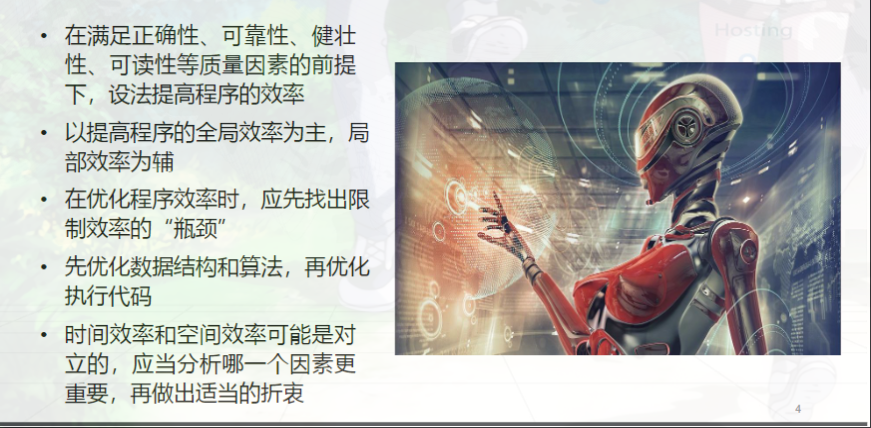 Hosting
• 在满足正确性、可靠性、健壮
性、可读性等质量因素的前提
下，设法提高程序的效率
• 以提高程序的全局效率为主，局
部效率为辅
• 在优化程序效率时，应先找出限
制效率的“瓶颈”
• 先优化数据结构和算法，再优化
执行代码
• 时间效率和空间效率可能是对
立的，应当分析哪一个因素更
重要，再做出适当的折衷
4